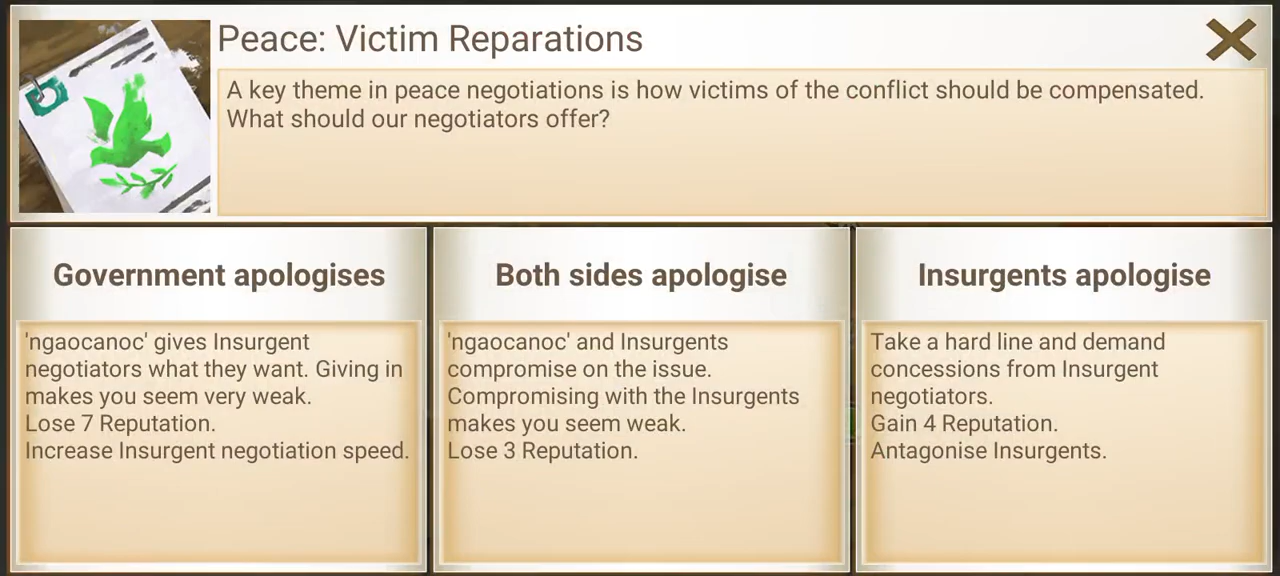 Peace: Victim Reparations
A key theme in peace negotiations is how victims of the conflict should be compensated.
What should our negotiators offer?
Government apologises
'ngaocanoc' gives Insurgent
negotiators what they want. Giving in
makes you seem very weak.
Lose 7 Reputation.
Increase Insurgent negotiation speed.
Both sides apologise
'ngaocanoc' and Insurgents
compromise on the issue.
Compromising with the Insurgents
makes you seem weak.
Lose 3 Reputation.
Insurgents apologise
Take a hard line and demand
concessions from Insurgent
negotiators.
Gain 4 Reputation.
Antagonise Insurgents.